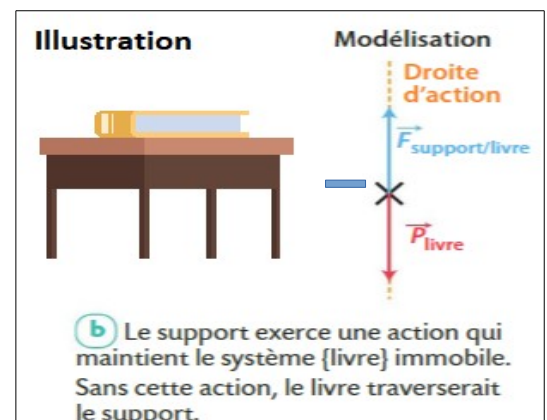 Illustration
Modélisation
Droite
d'action
F support/livre
P livre
b Le support exerce une action qui
maintient le système {livre} immobile.
Sans cette action, le livre traverserait
le support.